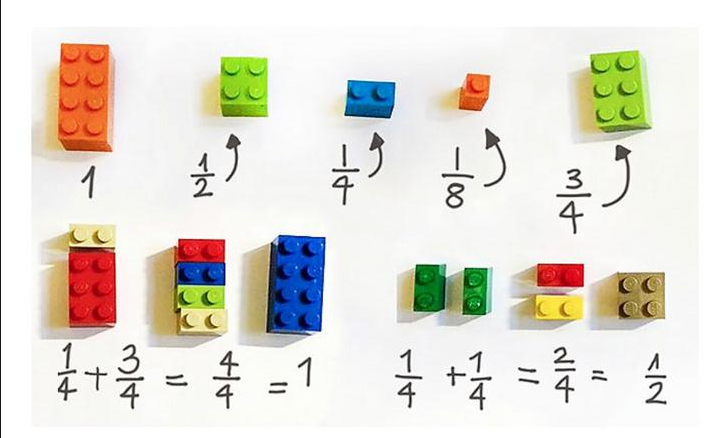 1 1/2 1/4 1/8 3/4
1/4 + 3/4 = 4/4 = 1 1/4 + 1/4 = 2/4 = 1/2